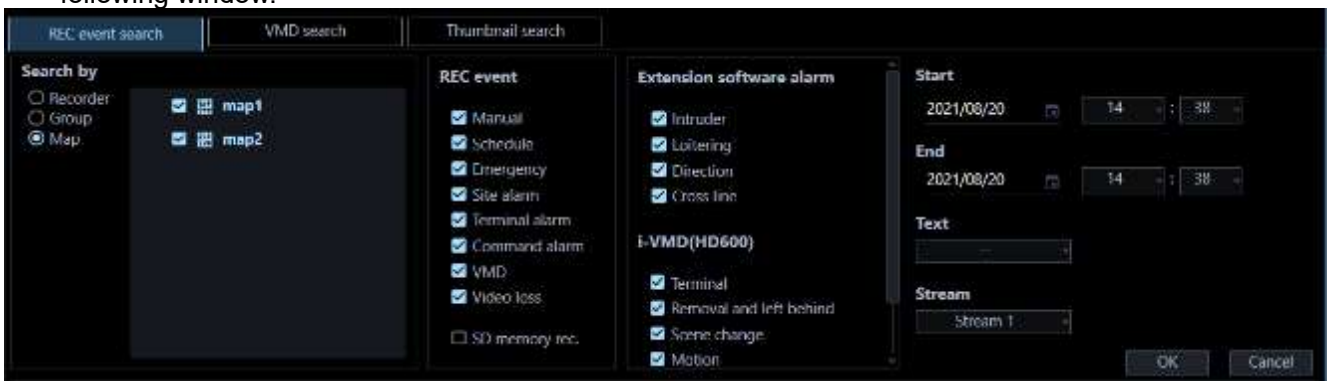 following window.
REC event search
VMD search
Thumbnail search
Search by
Recorder
Group
Map
map1
map2
REC event
Manual
Schedule
Emergency
Site alarm
Terminal alarm
Command alarm
VMD
Video loss
SD memory rec.
Extension software alarm
Intruder
Loitering
Direction
Cross line
i-VMD(HD600)
Terminal
Removal and left behind
Scene change
Motion
Start
2021/08/20 14 : 38
End
2021/08/20 14 : 38
Text
--
Stream
Stream 1
OK Cancel